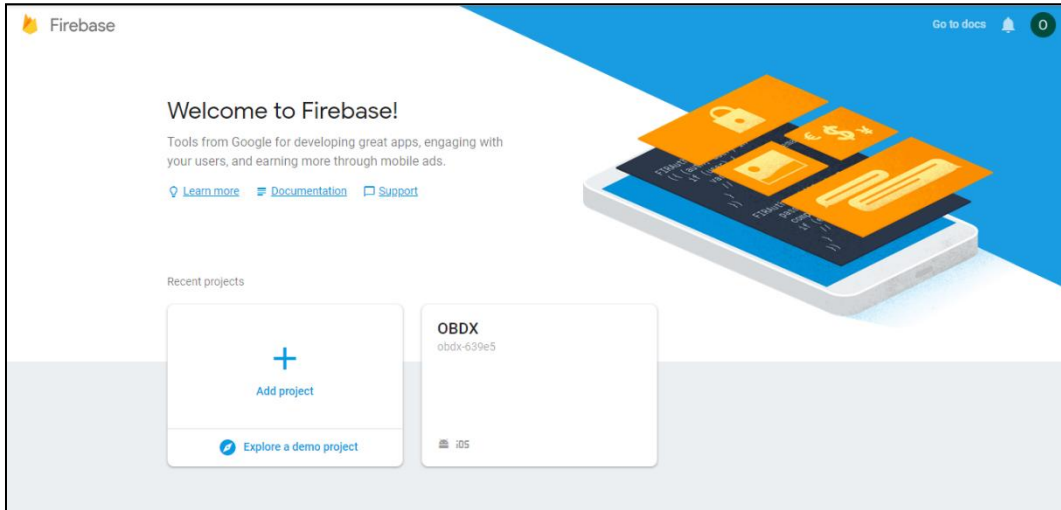 Firebase
Go to docs
O
Welcome to Firebase!
Tools from Google for developing great apps, engaging with
your users, and earning more through mobile ads.
Learn more Documentation Support
Recent projects
OBDX
obdx-639e5
Add project
Explore a demo project
iOS